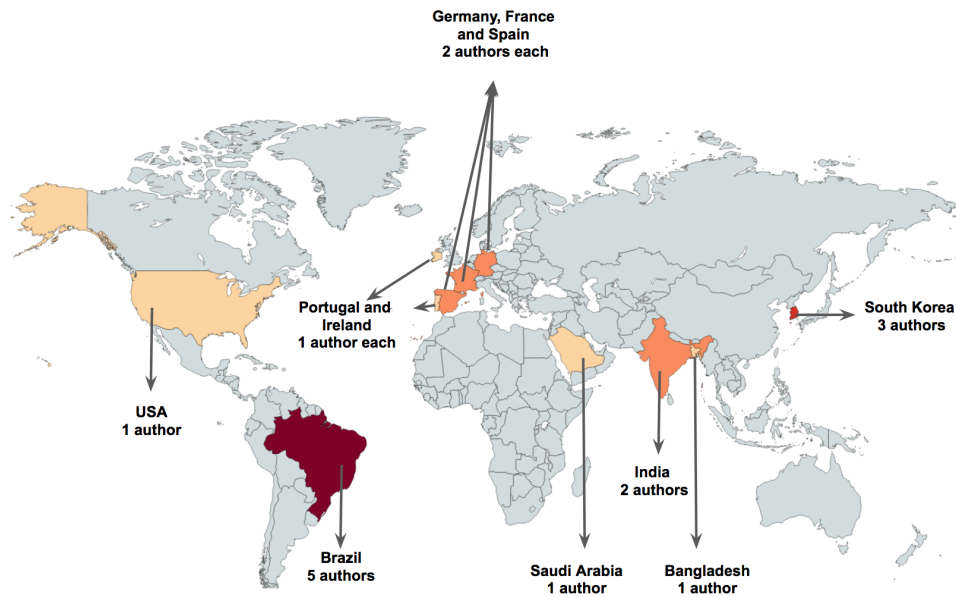 Germany, France
and Spain
2 authors each
Portugal and
Ireland
1 author each
South Korea
3 authors
USA
1 author
India
2 authors
Brazil
5 authors
Saudi Arabia
1 author
Bangladesh
1 author